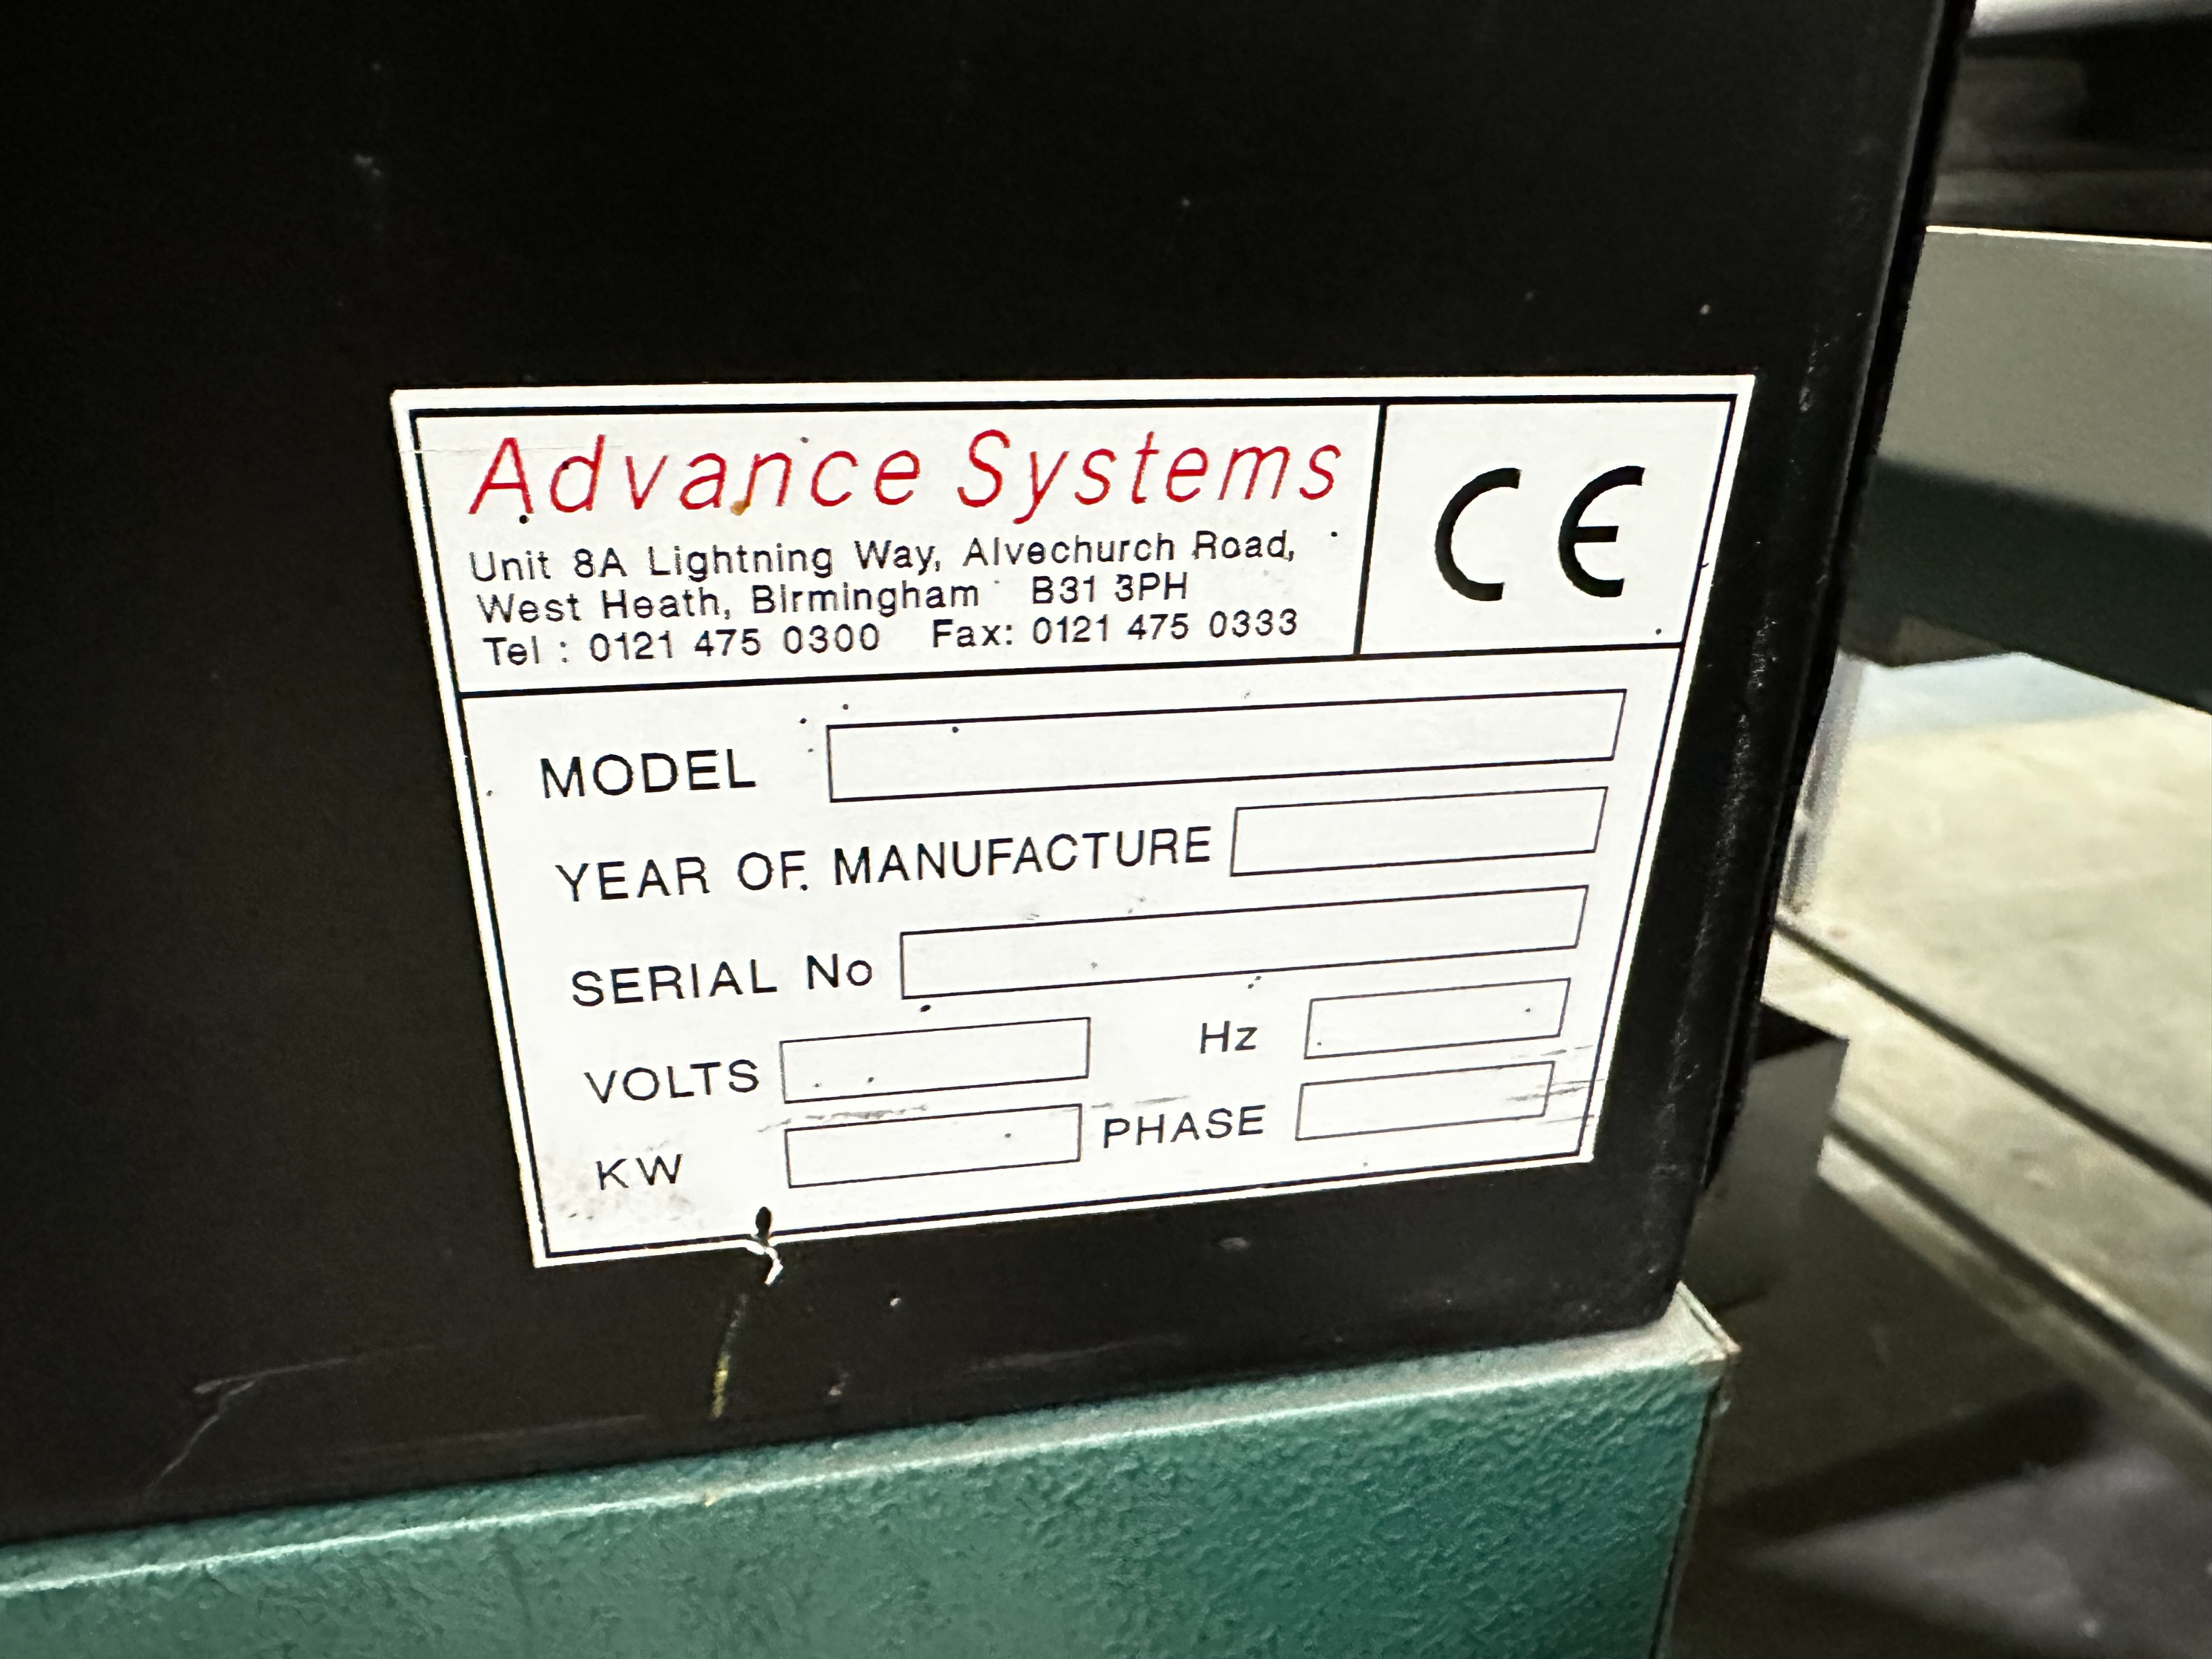 Advance Systems
CE
Unit 8A Lightning Way, Alvechurch Road,
West Heath, Birmingham B31 3PH
Tel : 0121 475 0300 Fax: 0121 475 0333
MODEL
YEAR OF MANUFACTURE
SERIAL No
VOLTS Hz
KW PHASE